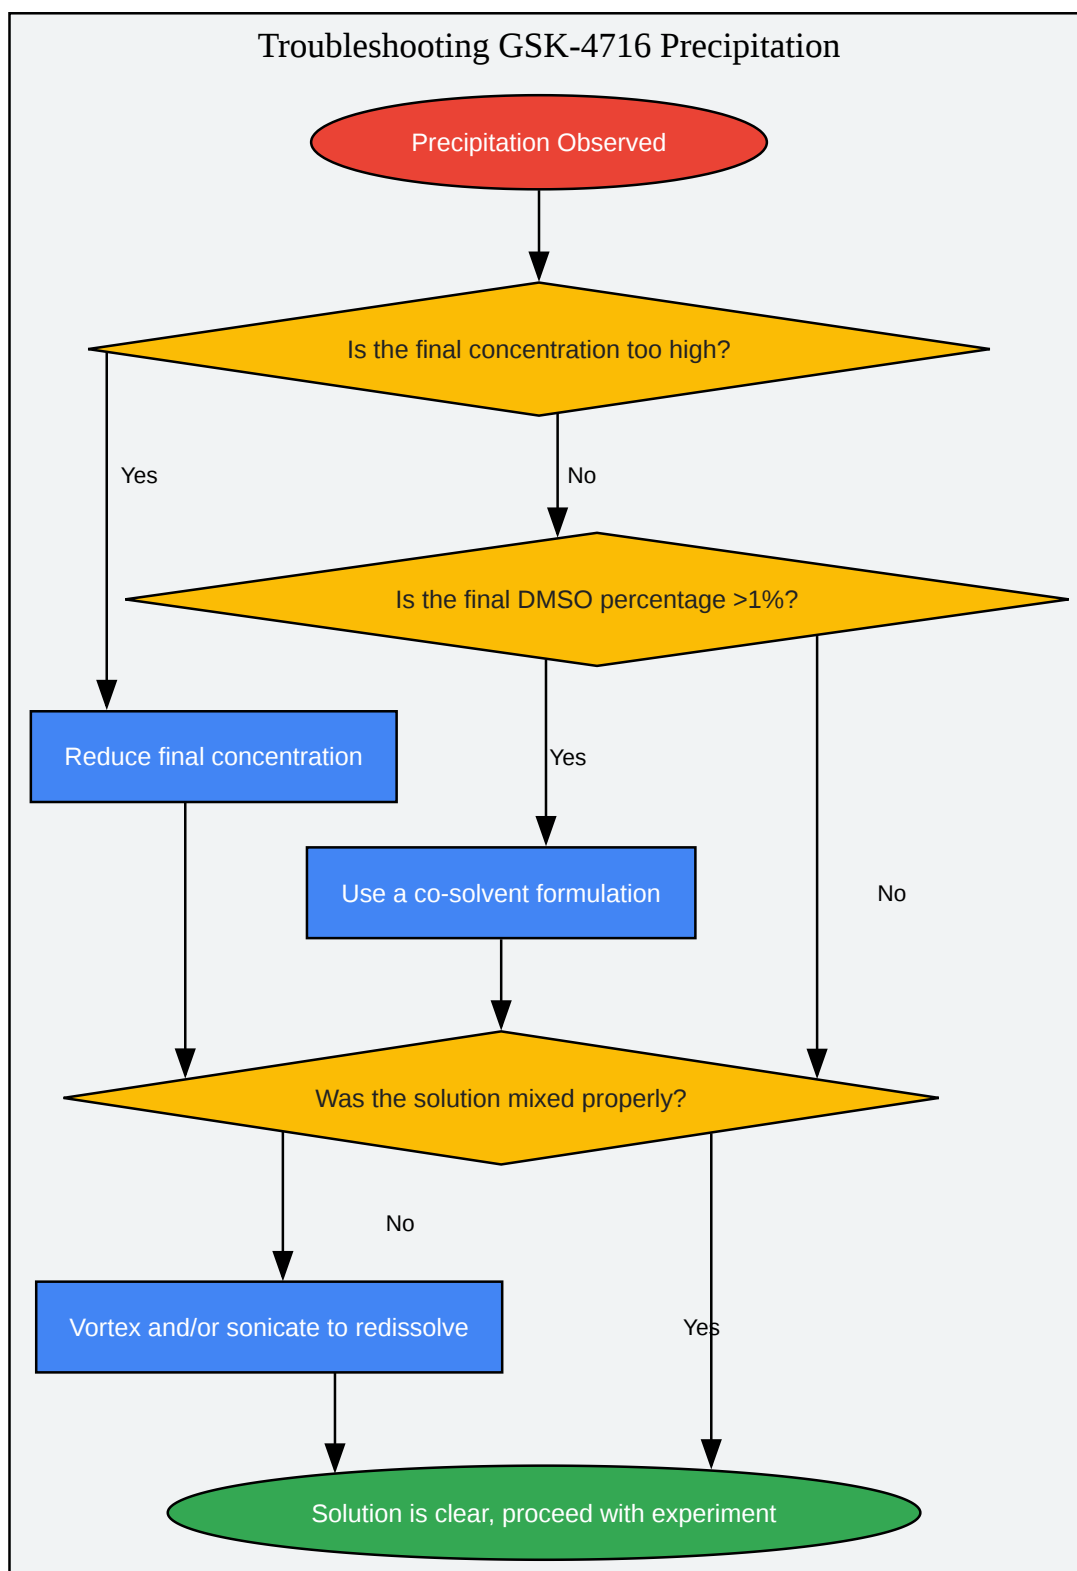 Troubleshooting GSK-4716 Precipitation
Precipitation Observed
Is the final concentration too high?
Yes
No
Is the final DMSO percentage >1%?
Reduce final concentration
Yes
Use a co-solvent formulation
No
Was the solution mixed properly?
No
Vortex and/or sonicate to redissolve
Yes
Solution is clear, proceed with experiment